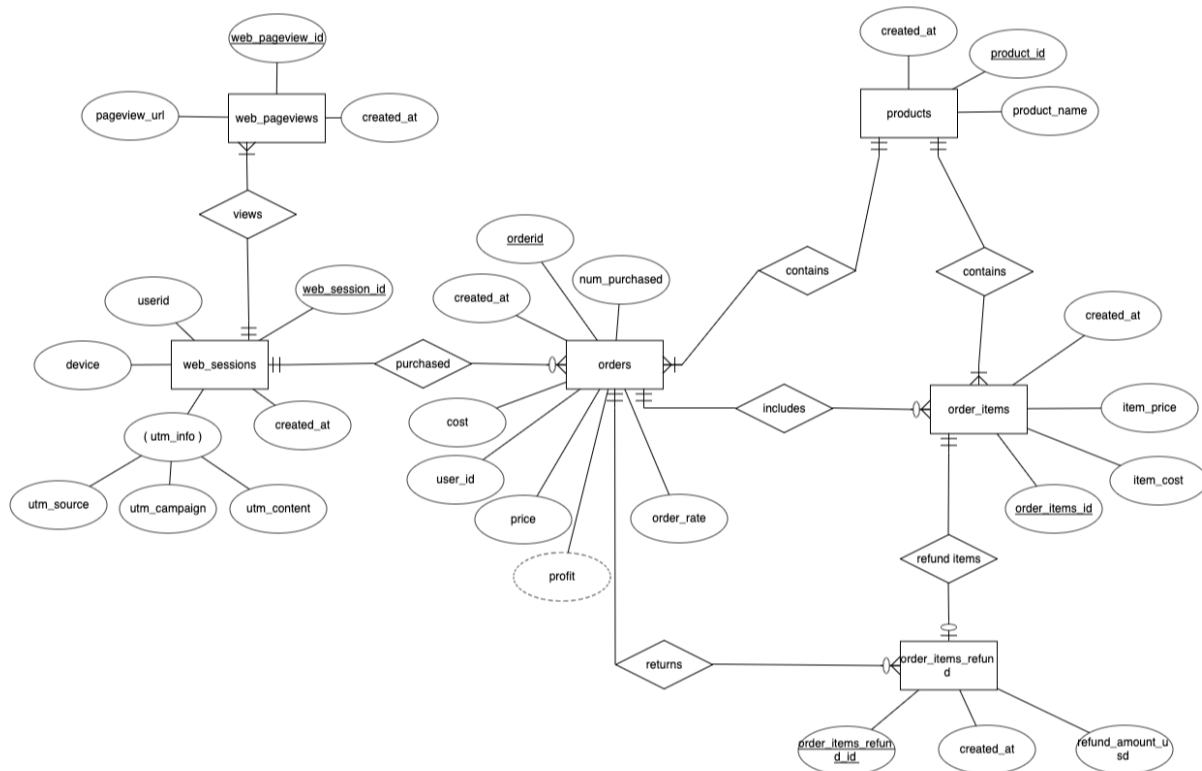 web_pageview_id
pageview_url
web_pageviews
created_at
views
created_at
product_id
products
product_name
userid
web_session_id
device
web_sessions
( utm_info )
created_at
utm_source
utm_campaign
utm_content
purchased
orderid
created_at
num_purchased
orders
cost
user_id
price
order_rate
profit
contains
contains
includes
created_at
order_items
item_price
item_cost
order_items_id
refund items
returns
order_items_refun
d
order_items_refun
d_id
created_at
refund_amount_u
sd